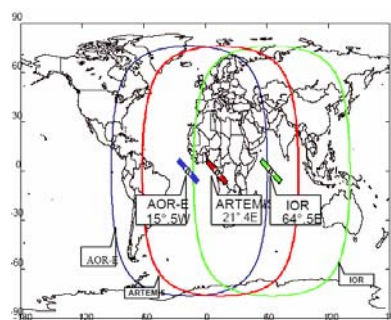 90
60
30
0
-30
-60
-90
-180
-120
-60
0
60
120
AOR-E
15°.5W
ARTEMIS
21°.4E
IOR
64°.5E
AOR-E
ARTEMIS
IOR